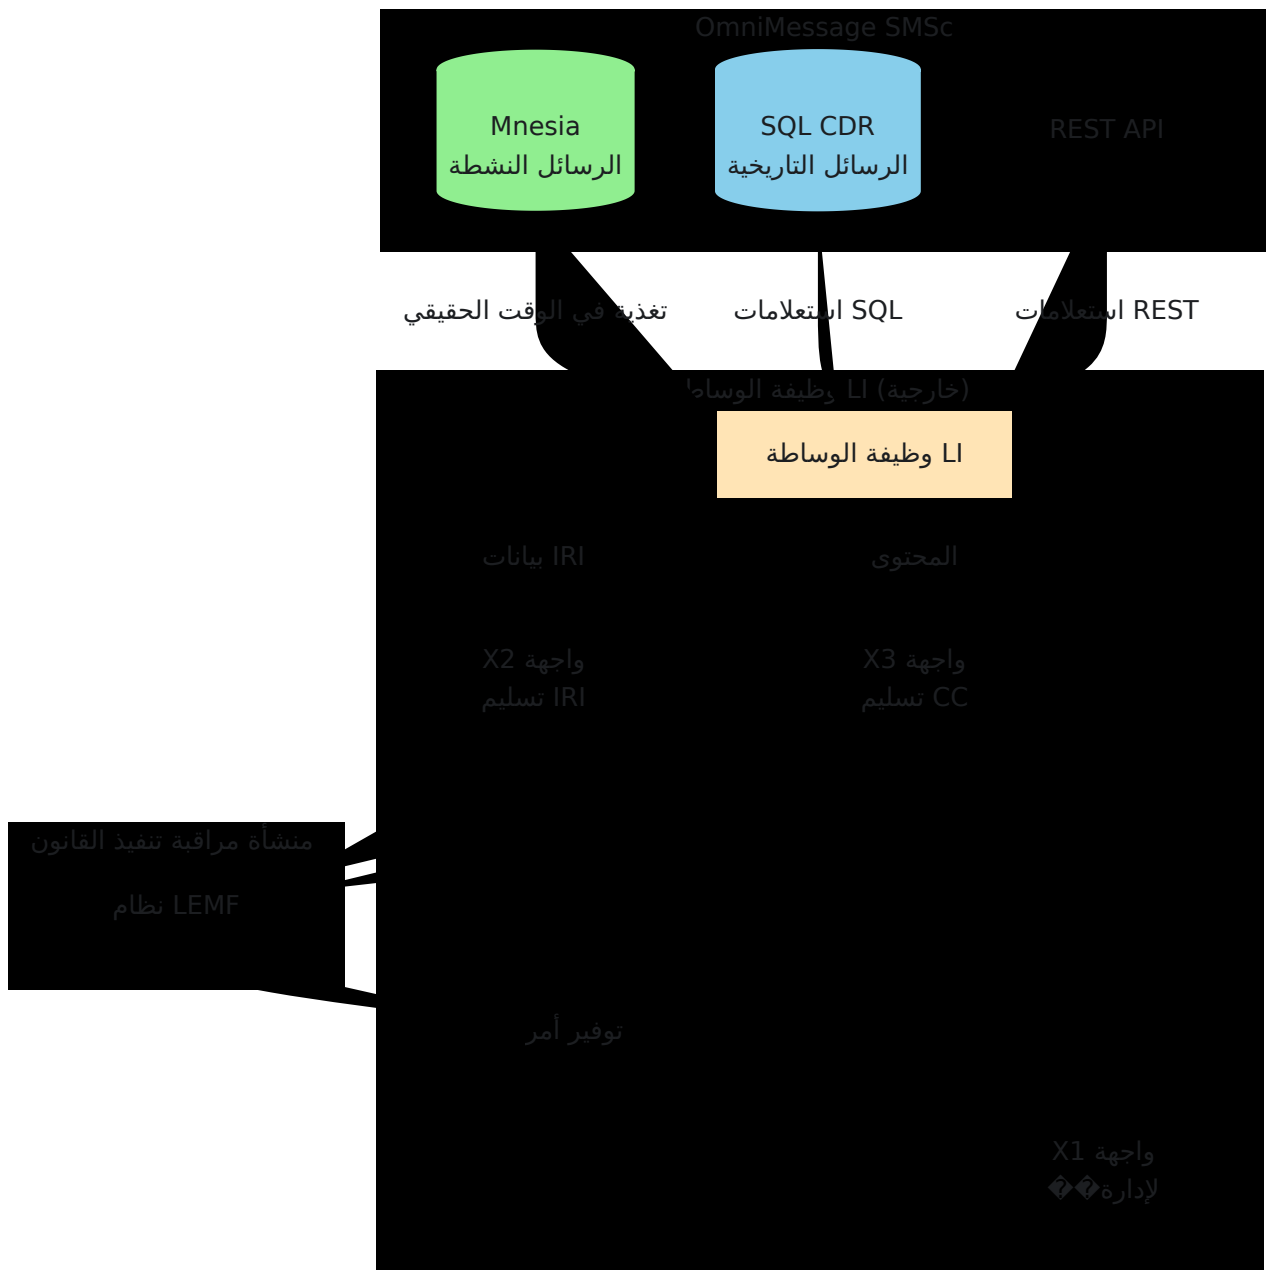 OmniMessage SMSc
Mnesia
الرسائل النشطة
SQL CDR
الرسائل التاريخية
REST API
تغذية في الوقت الحقيقي
استعلامات SQL
استعلامات REST
وظيفة الوساط LI (خارجية)
وظيفة الوساطة LI
بيانات IRI
المحتوى
واجهة X2
تسليم IRI
واجهة X3
تسليم CC
منشأة مراقبة تنفيذ القانون
نظام LEMF
توفير أمر
واجهة X1
لإدارة��